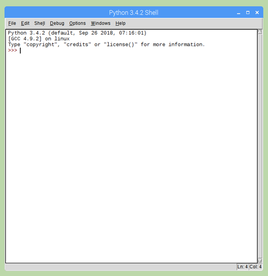 Python 3.4.2 Shell
File Edit Shell Debug Options Windows Help
Python 3.4.2 (default, Sep 26 2018, 07:16:01)
[GCC 4.9.2] on linux
Type "copyright", "credits" or "license()" for more information.
>>>
Ln: 4 Col: 4